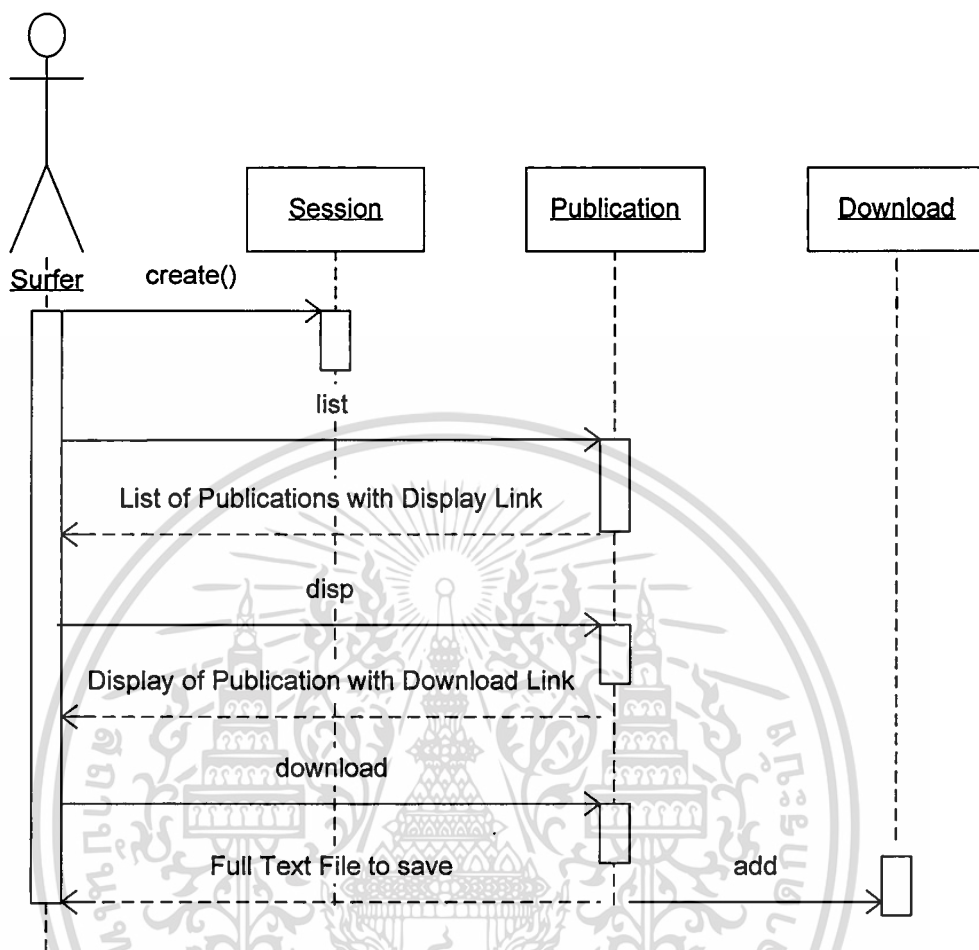 Session
Publication
Download
Surfer
create()
list
List of Publications with Display Link
disp
Display of Publication with Download Link
download
Full Text File to save
add